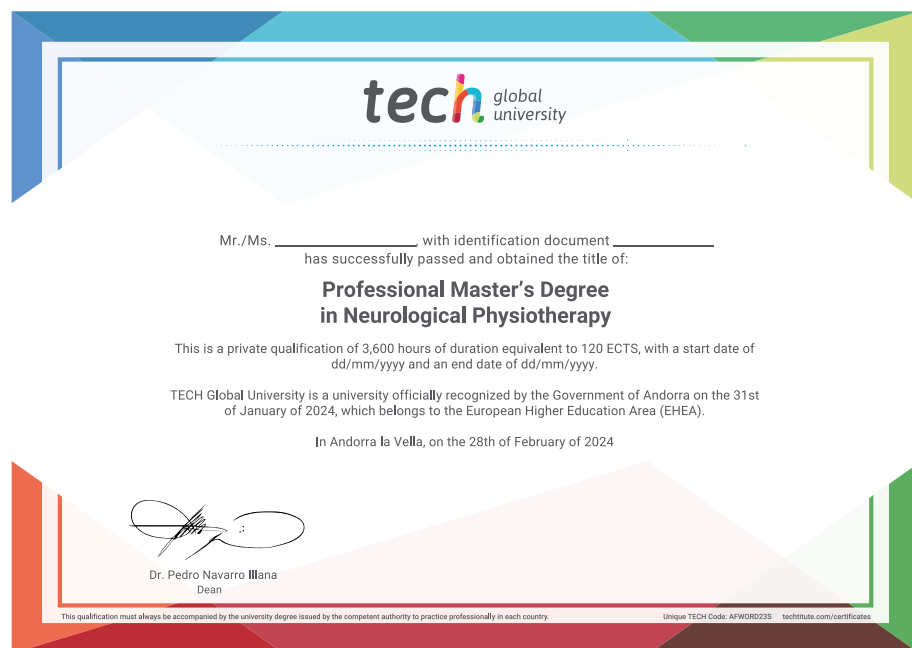 tech global university
Mr./Ms. ____________, with identification document ____________
has successfully passed and obtained the title of:
Professional Master's Degree
in Neurological Physiotherapy
This is a private qualification of 3,600 hours of duration equivalent to 120 ECTS, with a start date of
dd/mm/yyyy and an end date of dd/mm/yyyy.
TECH Global University is a university officially recognized by the Government of Andorra on the 31st
of January of 2024, which belongs to the European Higher Education Area (EHEA).
In Andorra la Vella, on the 28th of February of 2024
Dr. Pedro Navarro Illana
Dean
This qualification must always be accompanied by the university degree issued by the competent authority to practice professionally in each country.
Unique TECH Code: AFWORD23S techtitute.com/certificates